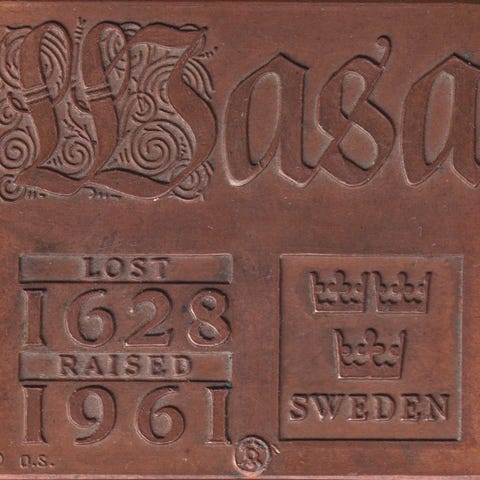 Wasa
LOST
1628
RAISED
1961
SWEDEN
O.S.